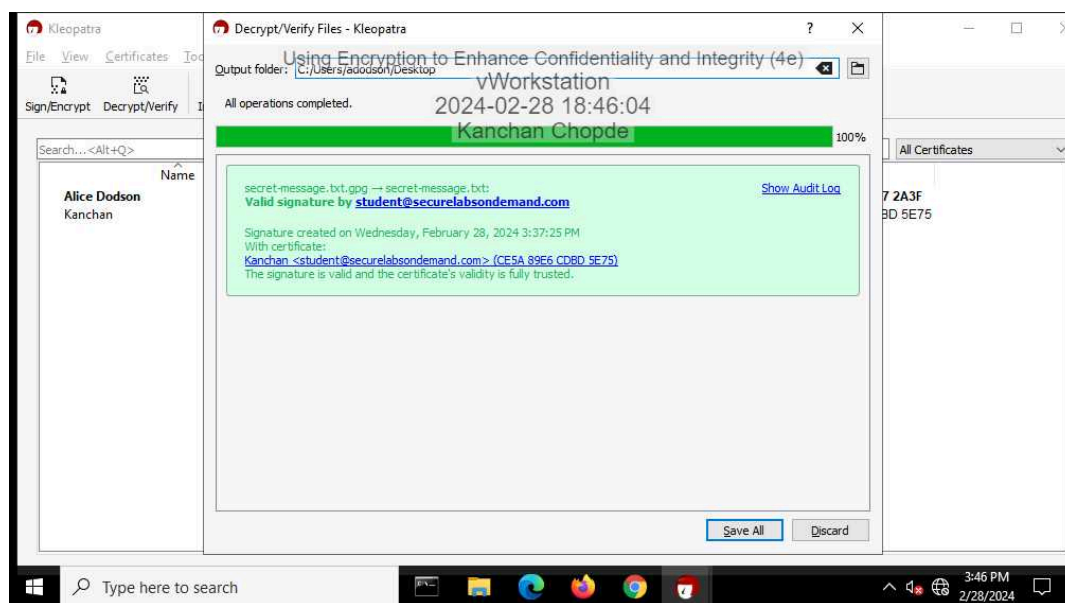 Kleopatra
File View Certificates Too
Sign/Encrypt Decrypt/Verify I
Search...<Alt+Q>
All Certificates
Name
Alice Dodson
7 2A3F
Kanchan
BD 5E75
Decrypt/Verify Files - Kleopatra
Using Encryption to Enhance Confidentiality and Integrity (4e)
Output folder: C:/Users/adodson/Desktop
vWorkstation
All operations completed.
2024-02-28 18:46:04
Kanchan Chopde
100%
secret-message.txt.gpg → secret-message.txt:
Show Audit Log
Valid signature by student@securelabsondemand.com
Signature created on Wednesday, February 28, 2024 3:37:25 PM
With certificate:
Kanchan <student@securelabsondemand.com> (CE5A 89E6 CDBD 5E75)
The signature is valid and the certificate's validity is fully trusted.
Save All Discard
Type here to search
3:46 PM
2/28/2024